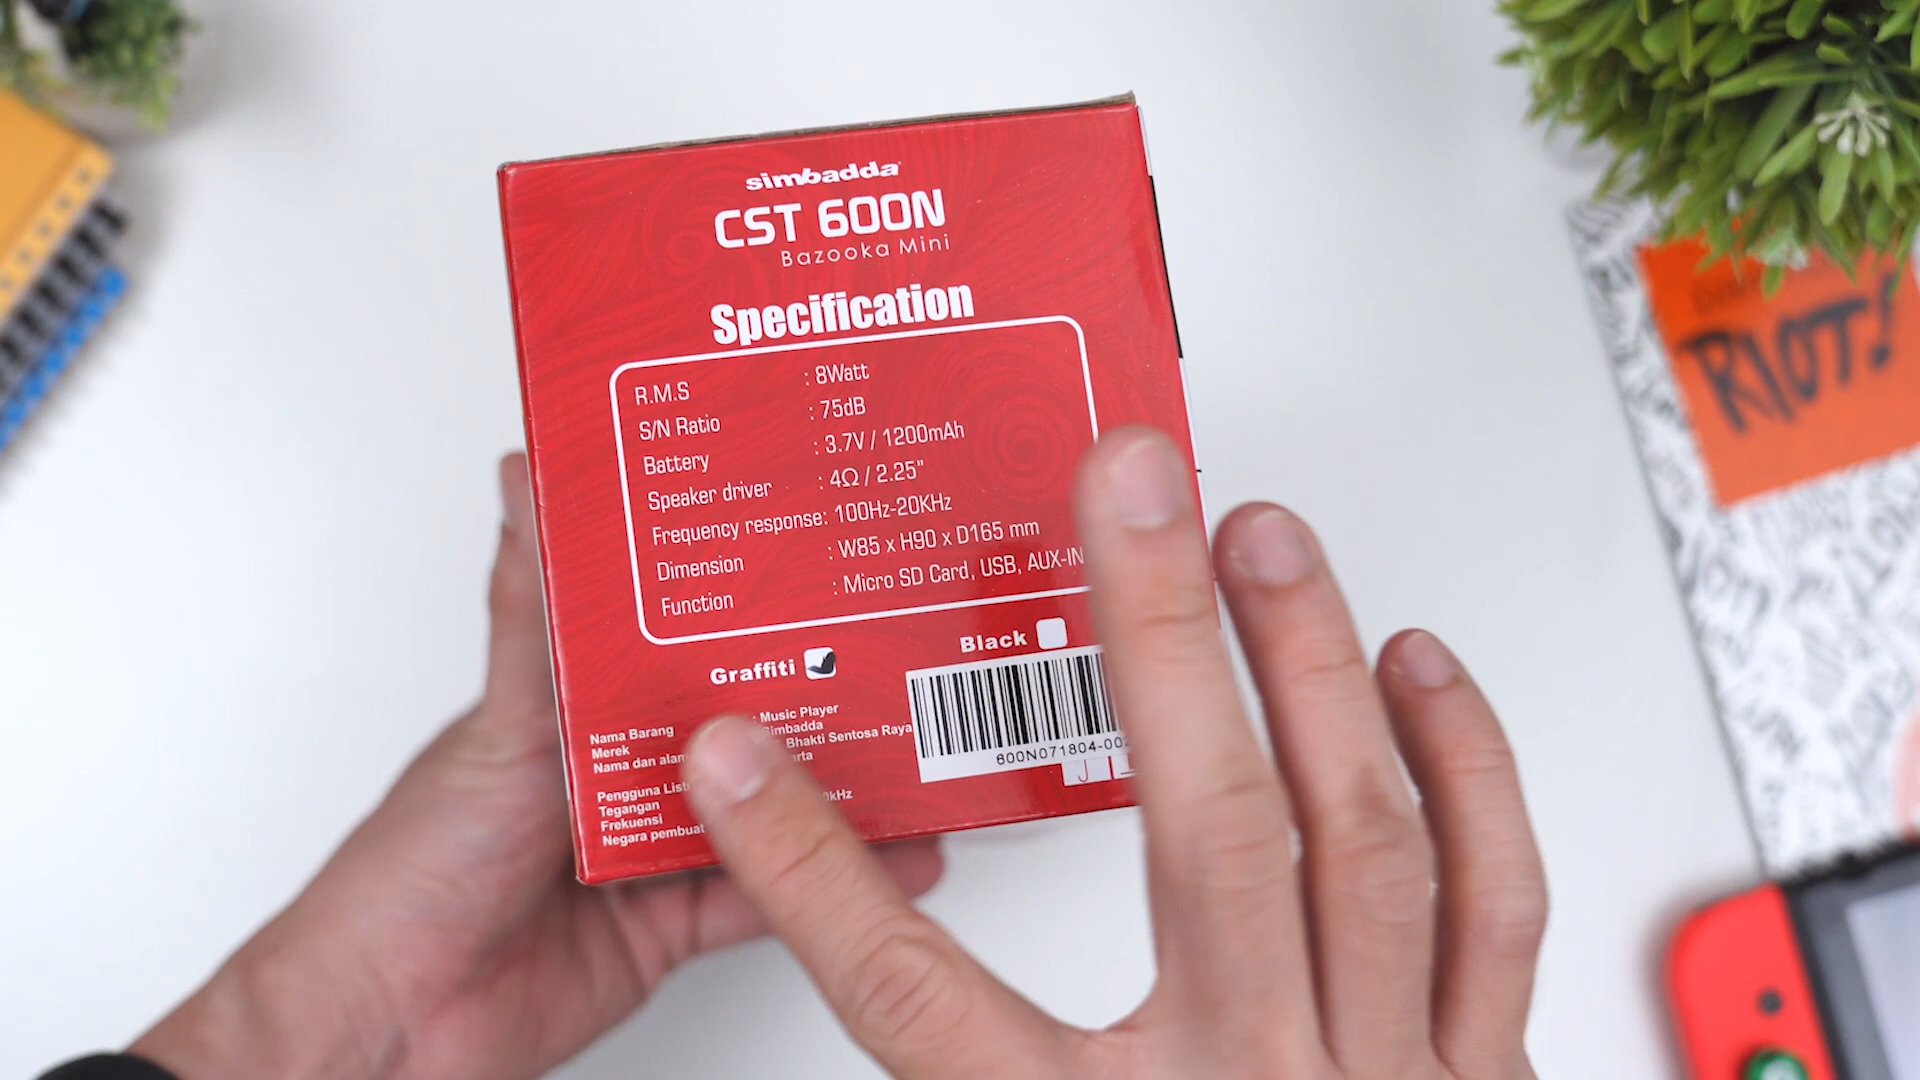 simbadda
CST 600N
Bazooka Mini
Specification
R.M.S : 8Watt
S/N Ratio : 75dB
Battery : 3.7V / 1200mAh
Speaker driver : 4Ω / 2.25"
Frequency response: 100Hz-20KHz
Dimension : W85 x H90 x D165 mm
Function : Micro SD Card, USB, AUX-IN
Graffiti
Black
Nama Barang : Music Player
Merek Simbadda
Nama dan Bhakti Sentosa Raya
Pengguna
Tegangan
Frekuensi
Negara pembuat
600N071804-00
RIOT!